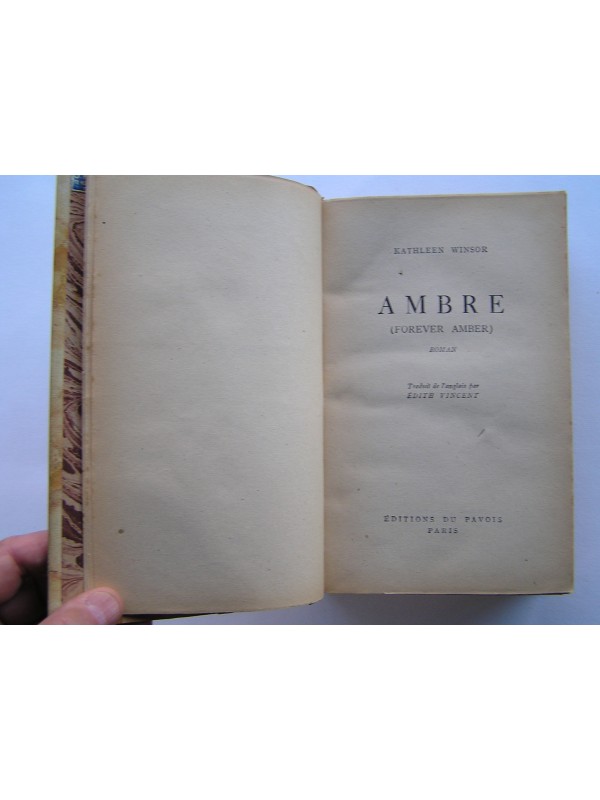 KATHLEEN WINSOR
AMBRE
(FOREVER AMBER)
ROMAN
Traduit de l'anglais par
ÉDITH VINCENT
ÉDITIONS DU PAVOIS
PARIS